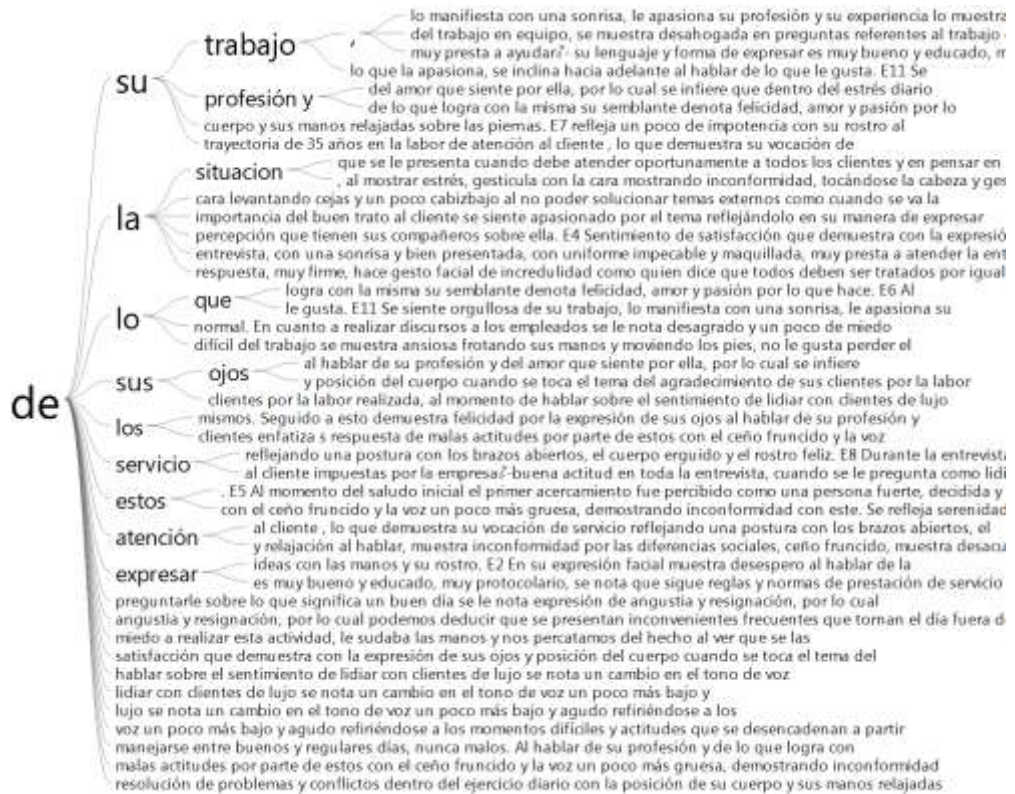 lo manifiesta con una sonrisa, le apasiona su profesión y su experiencia lo muestra
trabajo , del trabajo en equipo, se muestra desahogada en preguntas referentes al trabajo
muy presta a ayudar su lenguaje y forma de expresar es muy bueno y educado, m
su lo que la apasiona, se inclina hacia adelante al hablar de lo que le gusta. E11 Se
profesión y del amor que siente por ella, por lo cual se infiere que dentro del estrés diario
de lo que logra con la misma su semblante denota felicidad, amor y pasión por lo
cuerpo y sus manos relajadas sobre las piernas. E7 refleja un poco de impotencia con su rostro al
trayectoria de 35 años en la labor de atención al cliente , lo que demuestra su vocación de
situacion que se le presenta cuando debe atender oportunamente a todos los clientes y en pensar en
, al mostrar estrés, gesticula con la cara mostrando inconformidad, tocándose la cabeza y ges
cara levantando cejas y un poco cabizbajo al no poder solucionar temas externos como cuando se va la
la importancia del buen trato al cliente se siente apasionado por el tema reflejándolo en su manera de expresar
percepción que tienen sus compañeros sobre ella. E4 Sentimiento de satisfacción que demuestra con la expresió
entrevista, con una sonrisa y bien presentada, con uniforme impecable y maquillada, muy presta a atender la ent
respuesta, muy firme, hace gesto facial de incredulidad como quien dice que todos deben ser tratados por igual
que logra con la misma su semblante denota felicidad, amor y pasión por lo que hace. E6 Al
le gusta. E11 Se siente orgullosa de su trabajo, lo manifiesta con una sonrisa, le apasiona su
lo normal. En cuanto a realizar discursos a los empleados se le nota desagrado y un poco de miedo
difícil del trabajo se muestra ansiosa frotando sus manos y moviendo los pies, no le gusta perder el
ojos al hablar de su profesión y del amor que siente por ella, por lo cual se infiere
sus y posición del cuerpo cuando se toca el tema del agradecimiento de sus clientes por la labor
de clientes por la labor realizada, al momento de hablar sobre el sentimiento de lidiar con clientes de lujo
los mismos. Seguido a esto demuestra felicidad por la expresión de sus ojos al hablar de su profesión y
clientes enfatiza s respuesta de malas actitudes por parte de estos con el ceño fruncido y la voz
servicio reflejando una postura con los brazos abiertos, el cuerpo erguido y el rostro feliz. E8 Durante la entrevista
al cliente impuestas por la empresa -buena actitud en toda la entrevista, cuando se le pregunta como lidi
estos . E5 Al momento del saludo inicial el primer acercamiento fue percibido como una persona fuerte, decidida y
con el ceño fruncido y la voz un poco más gruesa, demostrando inconformidad con este. Se refleja serenidad
atención al cliente , lo que demuestra su vocación de servicio reflejando una postura con los brazos abiertos, el
y relajación al hablar, muestra inconformidad por las diferencias sociales, ceño fruncido, muestra desacu
expresar ideas con las manos y su rostro. E2 En su expresión facial muestra desespero al hablar de la
es muy bueno y educado, muy protocolario, se nota que sigue reglas y normas de prestación de servicio
preguntarle sobre lo que significa un buen día se le nota expresión de angustia y resignación, por lo cual
angustia y resignación, por lo cual podemos deducir que se presentan inconvenientes frecuentes que tornan el día fuera d
miedo a realizar esta actividad, le sudaba las manos y nos percatamos del hecho al ver que se las
satisfacción que demuestra con la expresión de sus ojos y posición del cuerpo cuando se toca el tema del
hablar sobre el sentimiento de lidiar con clientes de lujo se nota un cambio en el tono de voz
lidiar con clientes de lujo se nota un cambio en el tono de voz un poco más bajo y
lujo se nota un cambio en el tono de voz un poco más bajo y agudo refiriéndose a los
voz un poco más bajo y agudo refiriéndose a los momentos difíciles y actitudes que se desencadenan a partir
manejarse entre buenos y regulares días, nunca malos. Al hablar de su profesión y de lo que logra con
malas actitudes por parte de estos con el ceño fruncido y la voz un poco más gruesa, demostrando inconformidad
resolución de problemas y conflictos dentro del ejercicio diario con la posición de su cuerpo y sus manos relajadas